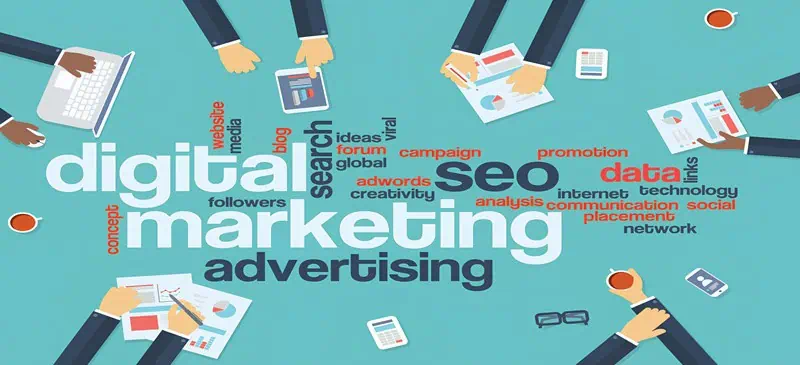 website
media
blog
search
ideas
viral
forum
global
campaign
promotion
digital
adwords
creativity
seo
data
links
followers
analysis
internet
technology
communication
social
concept
marketing
placement
network
advertising